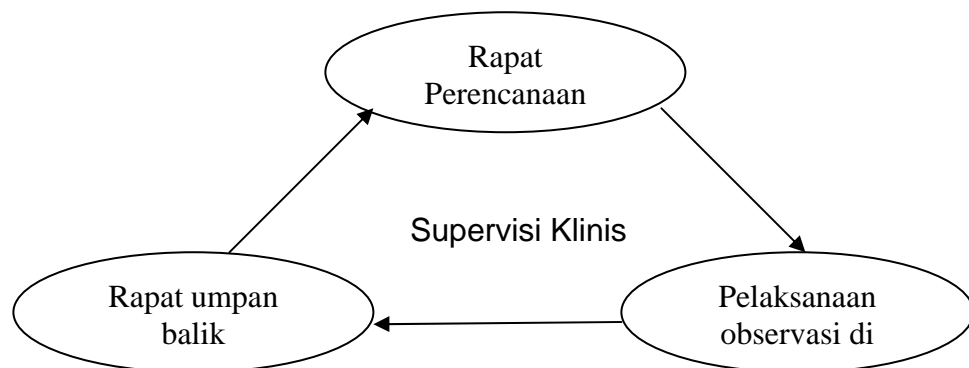 Rapat
Perencanaan
Supervisi Klinis
Rapat umpan
balik
Pelaksanaan
observasi di